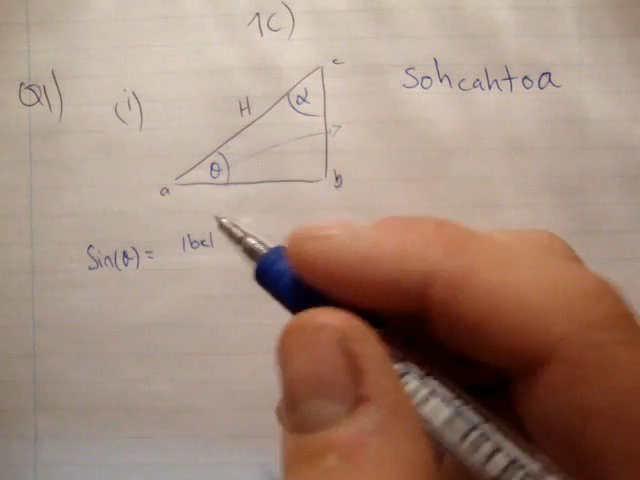 1c)
Q1)
(i)
sohcahtoa
c
H
α
θ
a
b
Sin(θ) = |bc|